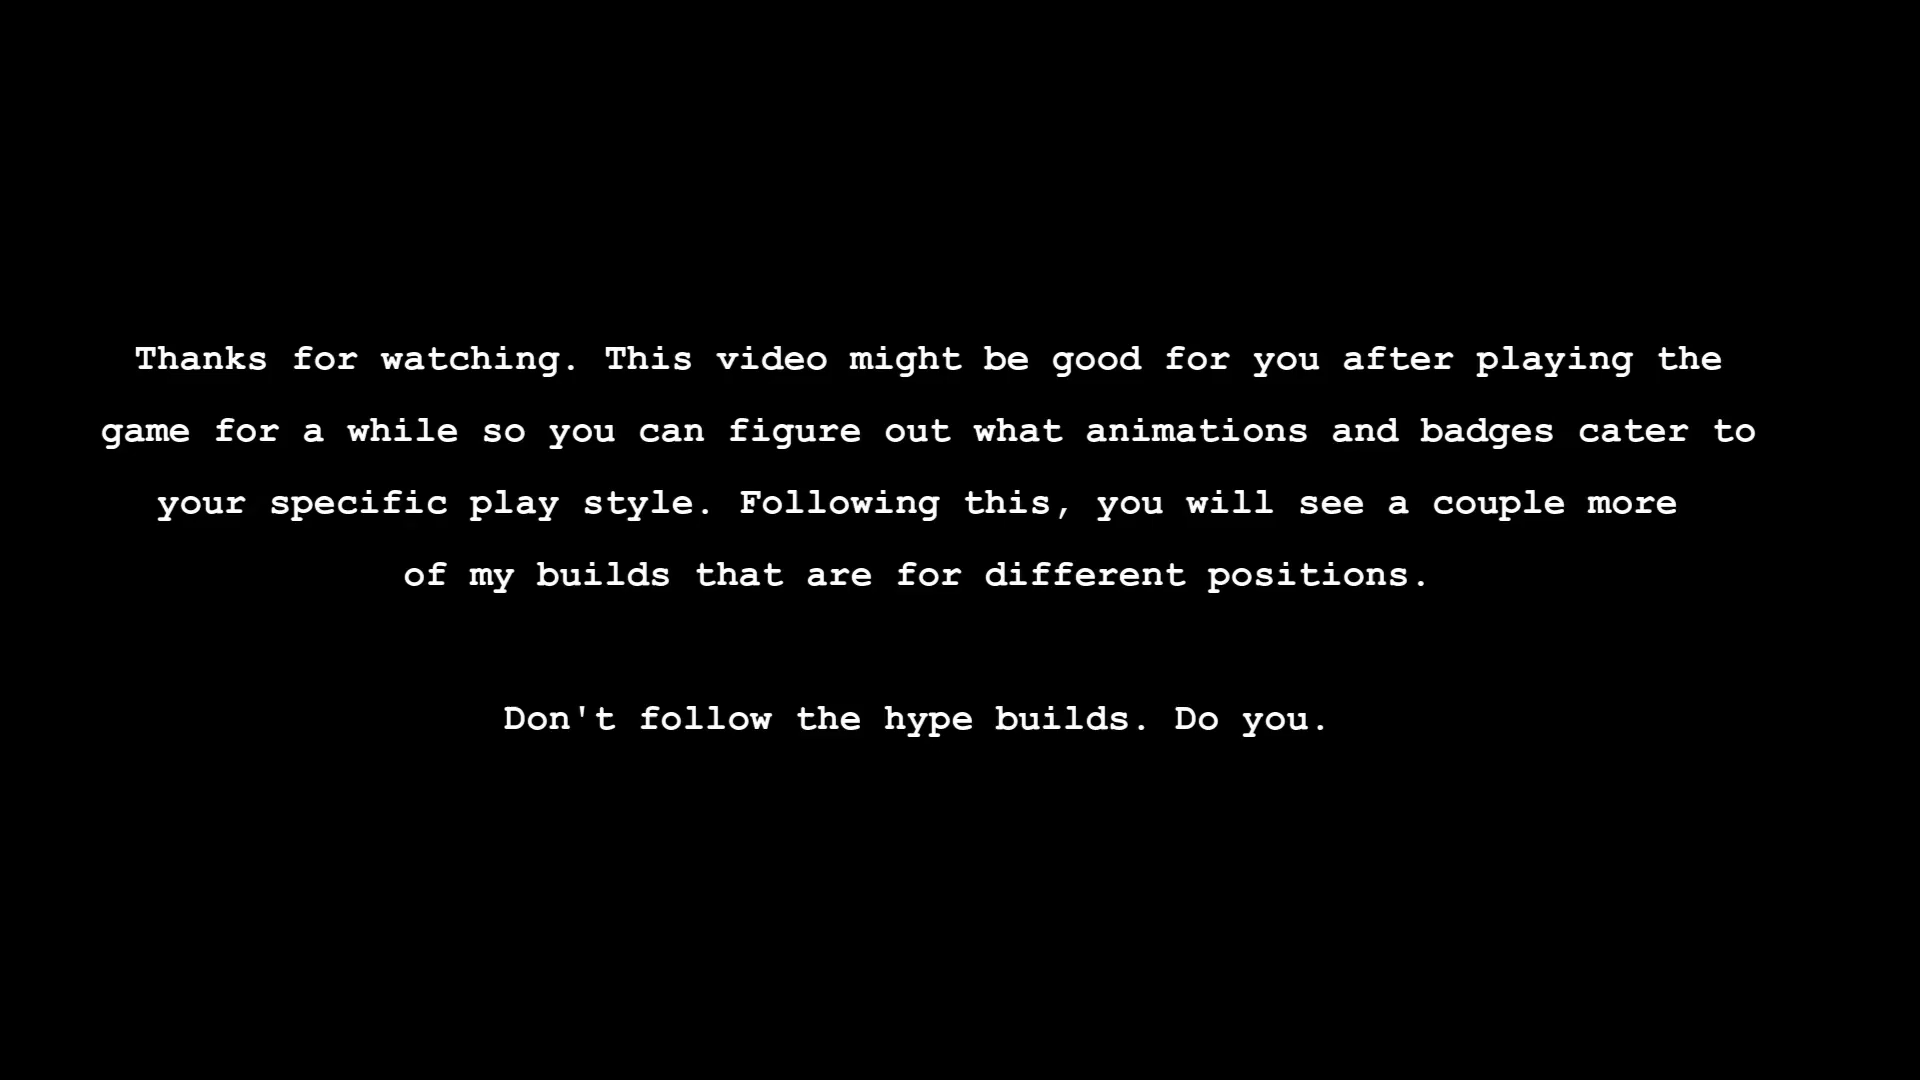 Thanks for watching. This video might be good for you after playing the
game for a while so you can figure out what animations and badges cater to
your specific play style. Following this, you will see a couple more
of my builds that are for different positions.
Don't follow the hype builds. Do you.